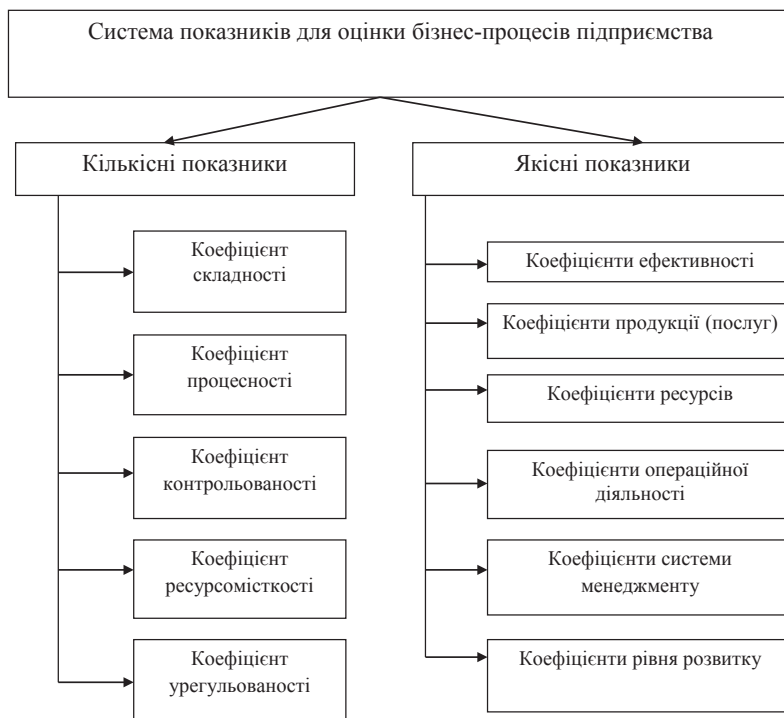 Система показників для оцінки бізнес-процесів підприємства
Кількісні показники
Коефіцієнт
складності
Коефіцієнт
процесності
Коефіцієнт
контрольованості
Коефіцієнт
ресурсомісткості
Коефіцієнт
урегульованості
Якісні показники
Коефіцієнти ефективності
Коефіцієнти продукції (послуг)
Коефіцієнти ресурсів
Коефіцієнти операційної
діяльності
Коефіцієнти системи
менеджменту
Коефіцієнти рівня розвитку